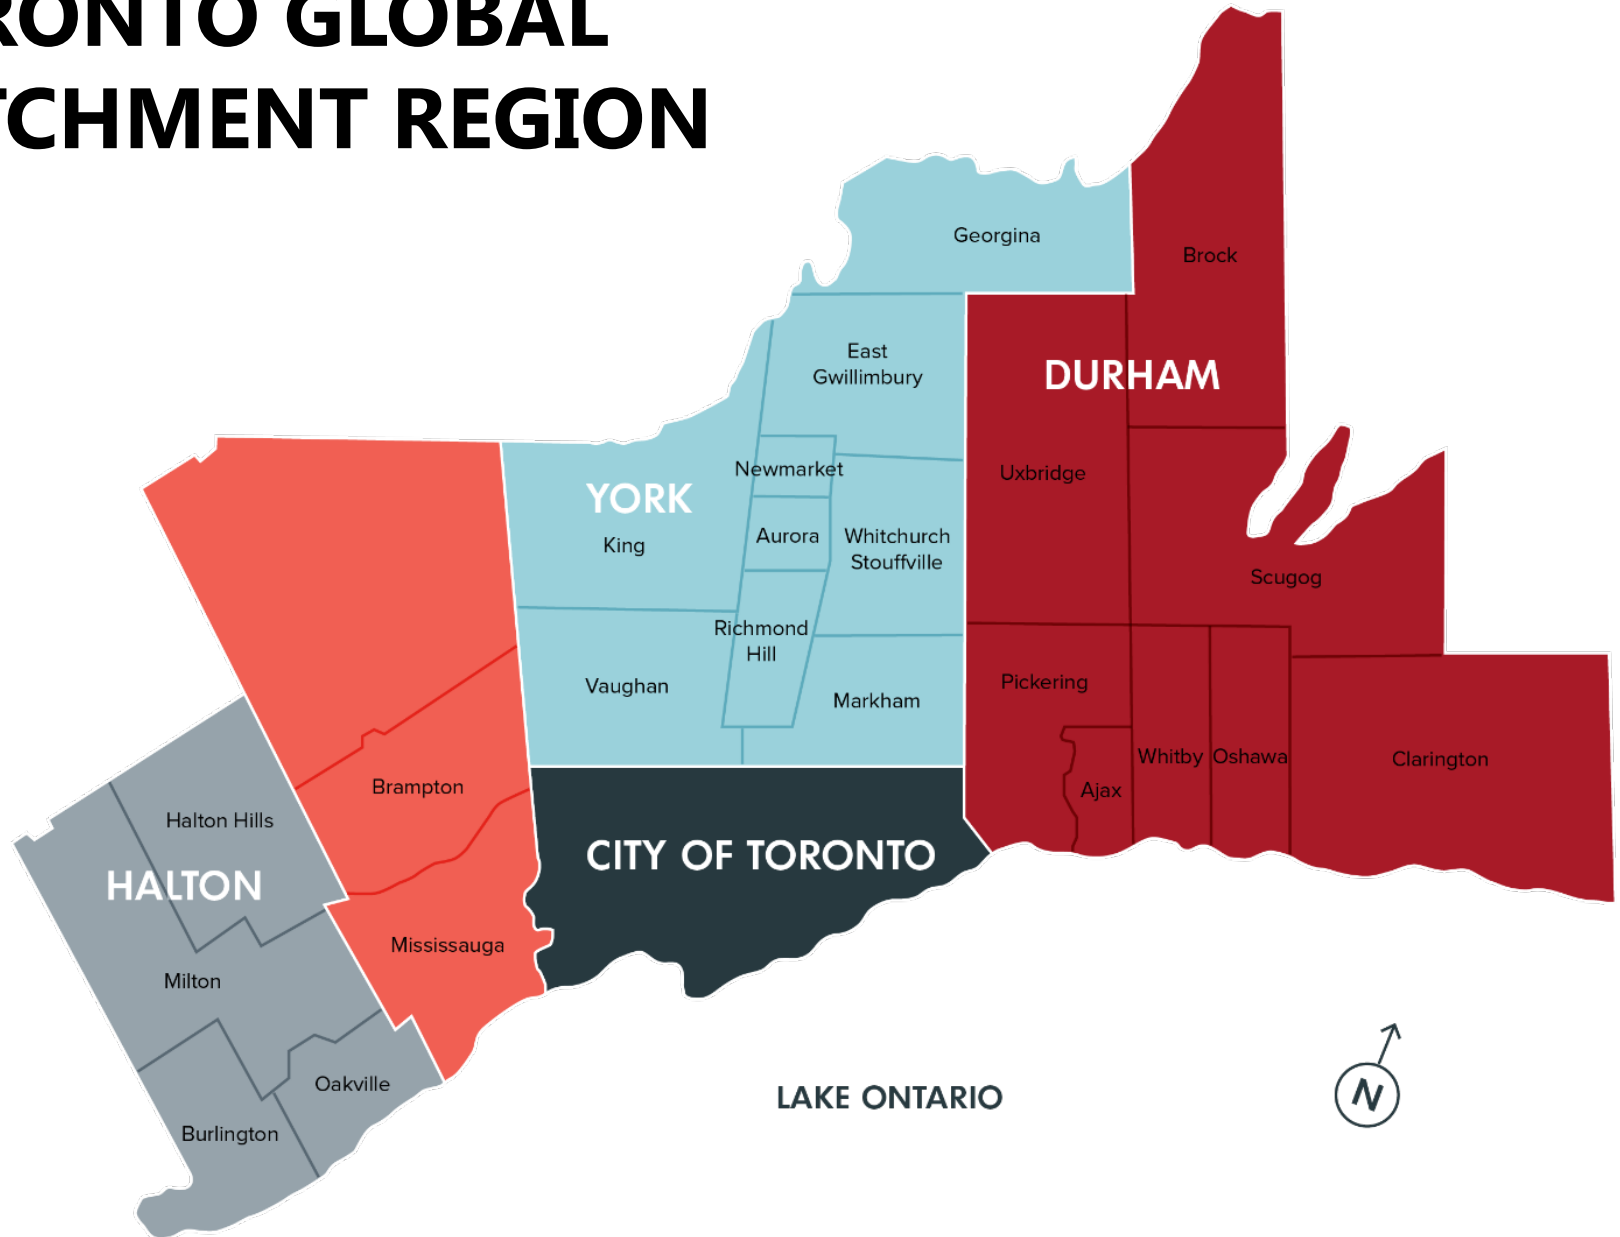 RONTO GLOBAL
TCHMENT REGION
Georgina
Brock
East
Gwillimbury
DURHAM
Newmarket
Uxbridge
YORK
King
Aurora
Whitchurch
Stouffville
Scugog
Richmond
Hill
Vaughan
Markham
Pickering
Whitby
Oshawa
Clarington
Ajax
Brampton
Halton Hills
CITY OF TORONTO
HALTON
Mississauga
Milton
Oakville
LAKE ONTARIO
N
Burlington